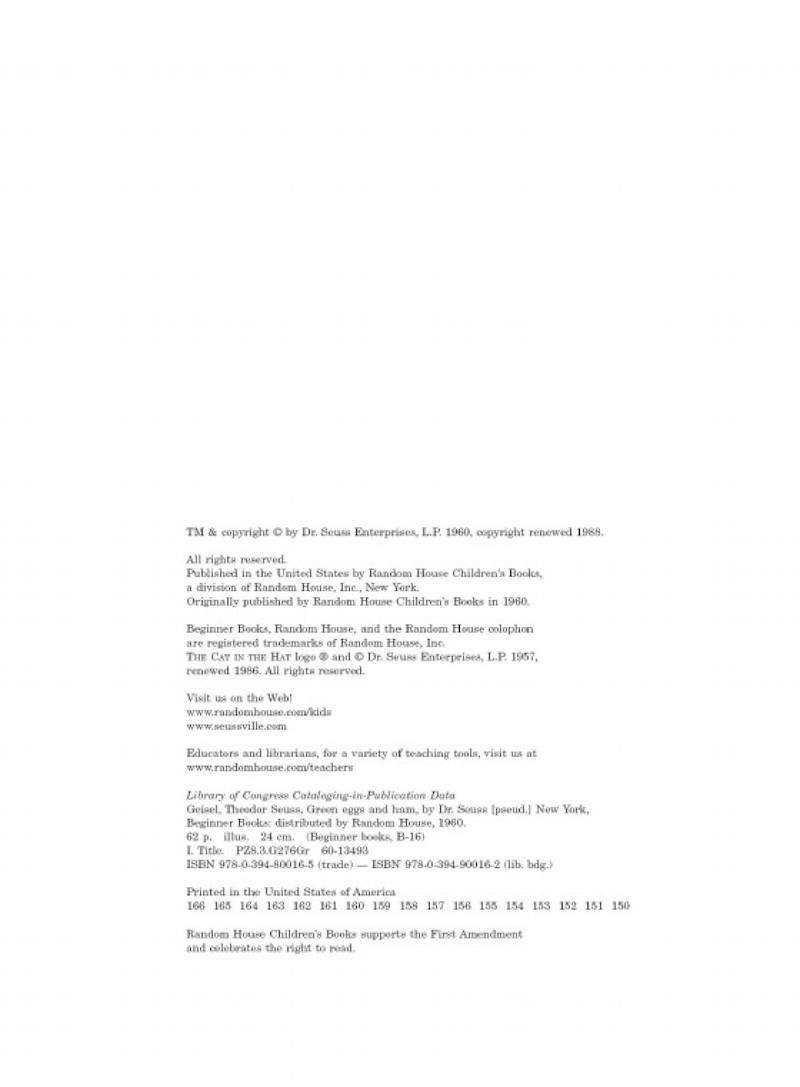 TM & copyright © by Dr. Seuss Enterprises, L.P. 1960, copyright renewed 1988.
All rights reserved.
Published in the United States by Random House Children's Books,
a division of Random House, Inc., New York.
Originally published by Random House Children's Books in 1960.
Beginner Books, Random House, and the Random House colophon
are registered trademarks of Random House, Inc.
THE CAT IN THE HAT logo ® and © Dr. Seuss Enterprises, L.P. 1957,
renewed 1986. All rights reserved.
Visit us on the Web!
www.randomhouse.com/kids
www.seussville.com
Educators and librarians, for a variety of teaching tools, visit us at
www.randomhouse.com/teachers
Library of Congress Cataloging-in-Publication Data
Geisel, Theodor Seuss, Green eggs and ham, by Dr. Seuss [pseud.] New York,
Beginner Books: distributed by Random House, 1960.
62 p. illus. 24 cm. (Beginner books, B-16)
I. Title. PZ8.3.G276Gr 60-13493
ISBN 978-0-394-80016-5 (trade) — ISBN 978-0-394-90016-2 (lib. bdg.)
Printed in the United States of America
166 165 164 163 162 161 160 159 158 157 156 155 154 153 152 151 150
Random House Children's Books supports the First Amendment
and celebrates the right to read.